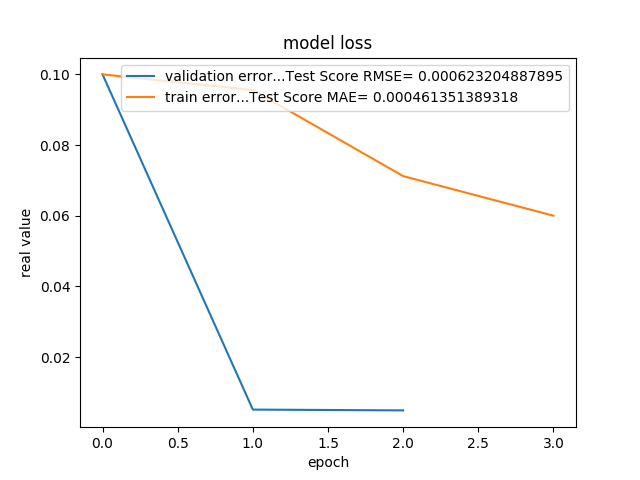 model loss
validation error...Test Score RMSE= 0.000623204887895
train error...Test Score MAE= 0.000461351389318
0.10
0.08
0.06
0.04
0.02
real value
0.0 0.5 1.0 1.5 2.0 2.5 3.0
epoch